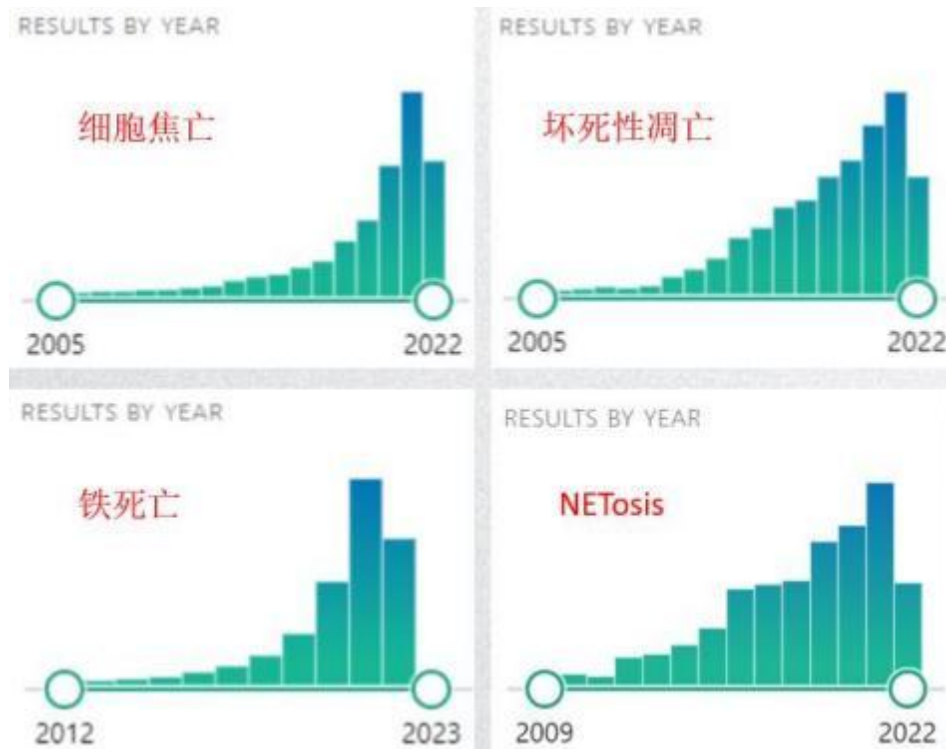 RESULTS BY YEAR
细胞焦亡
2005 2022
RESULTS BY YEAR
坏死性凋亡
2005 2022
RESULTS BY YEAR
铁死亡
2012 2023
RESULTS BY YEAR
NETosis
2009 2022